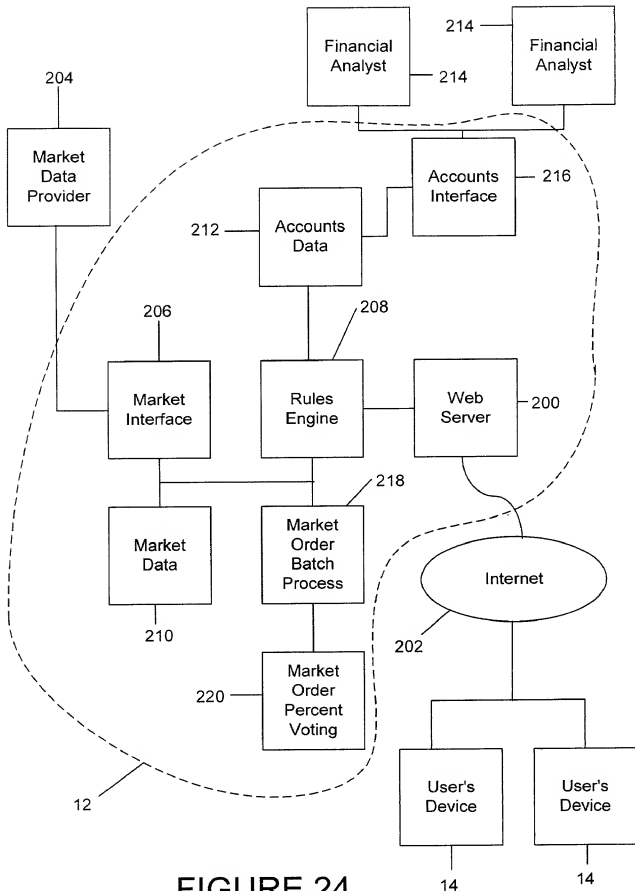 214
Financial
Analyst
Financial
Analyst
214
204
Market
Data
Provider
Accounts
Interface
216
212
Accounts
Data
206
208
Market
Interface
Rules
Engine
Web
Server
200
218
Market
Data
Market
Order
Batch
Process
Internet
210
202
220
Market
Order
Percent
Voting
12
User's
Device
User's
Device
14
14
FIGURE 24